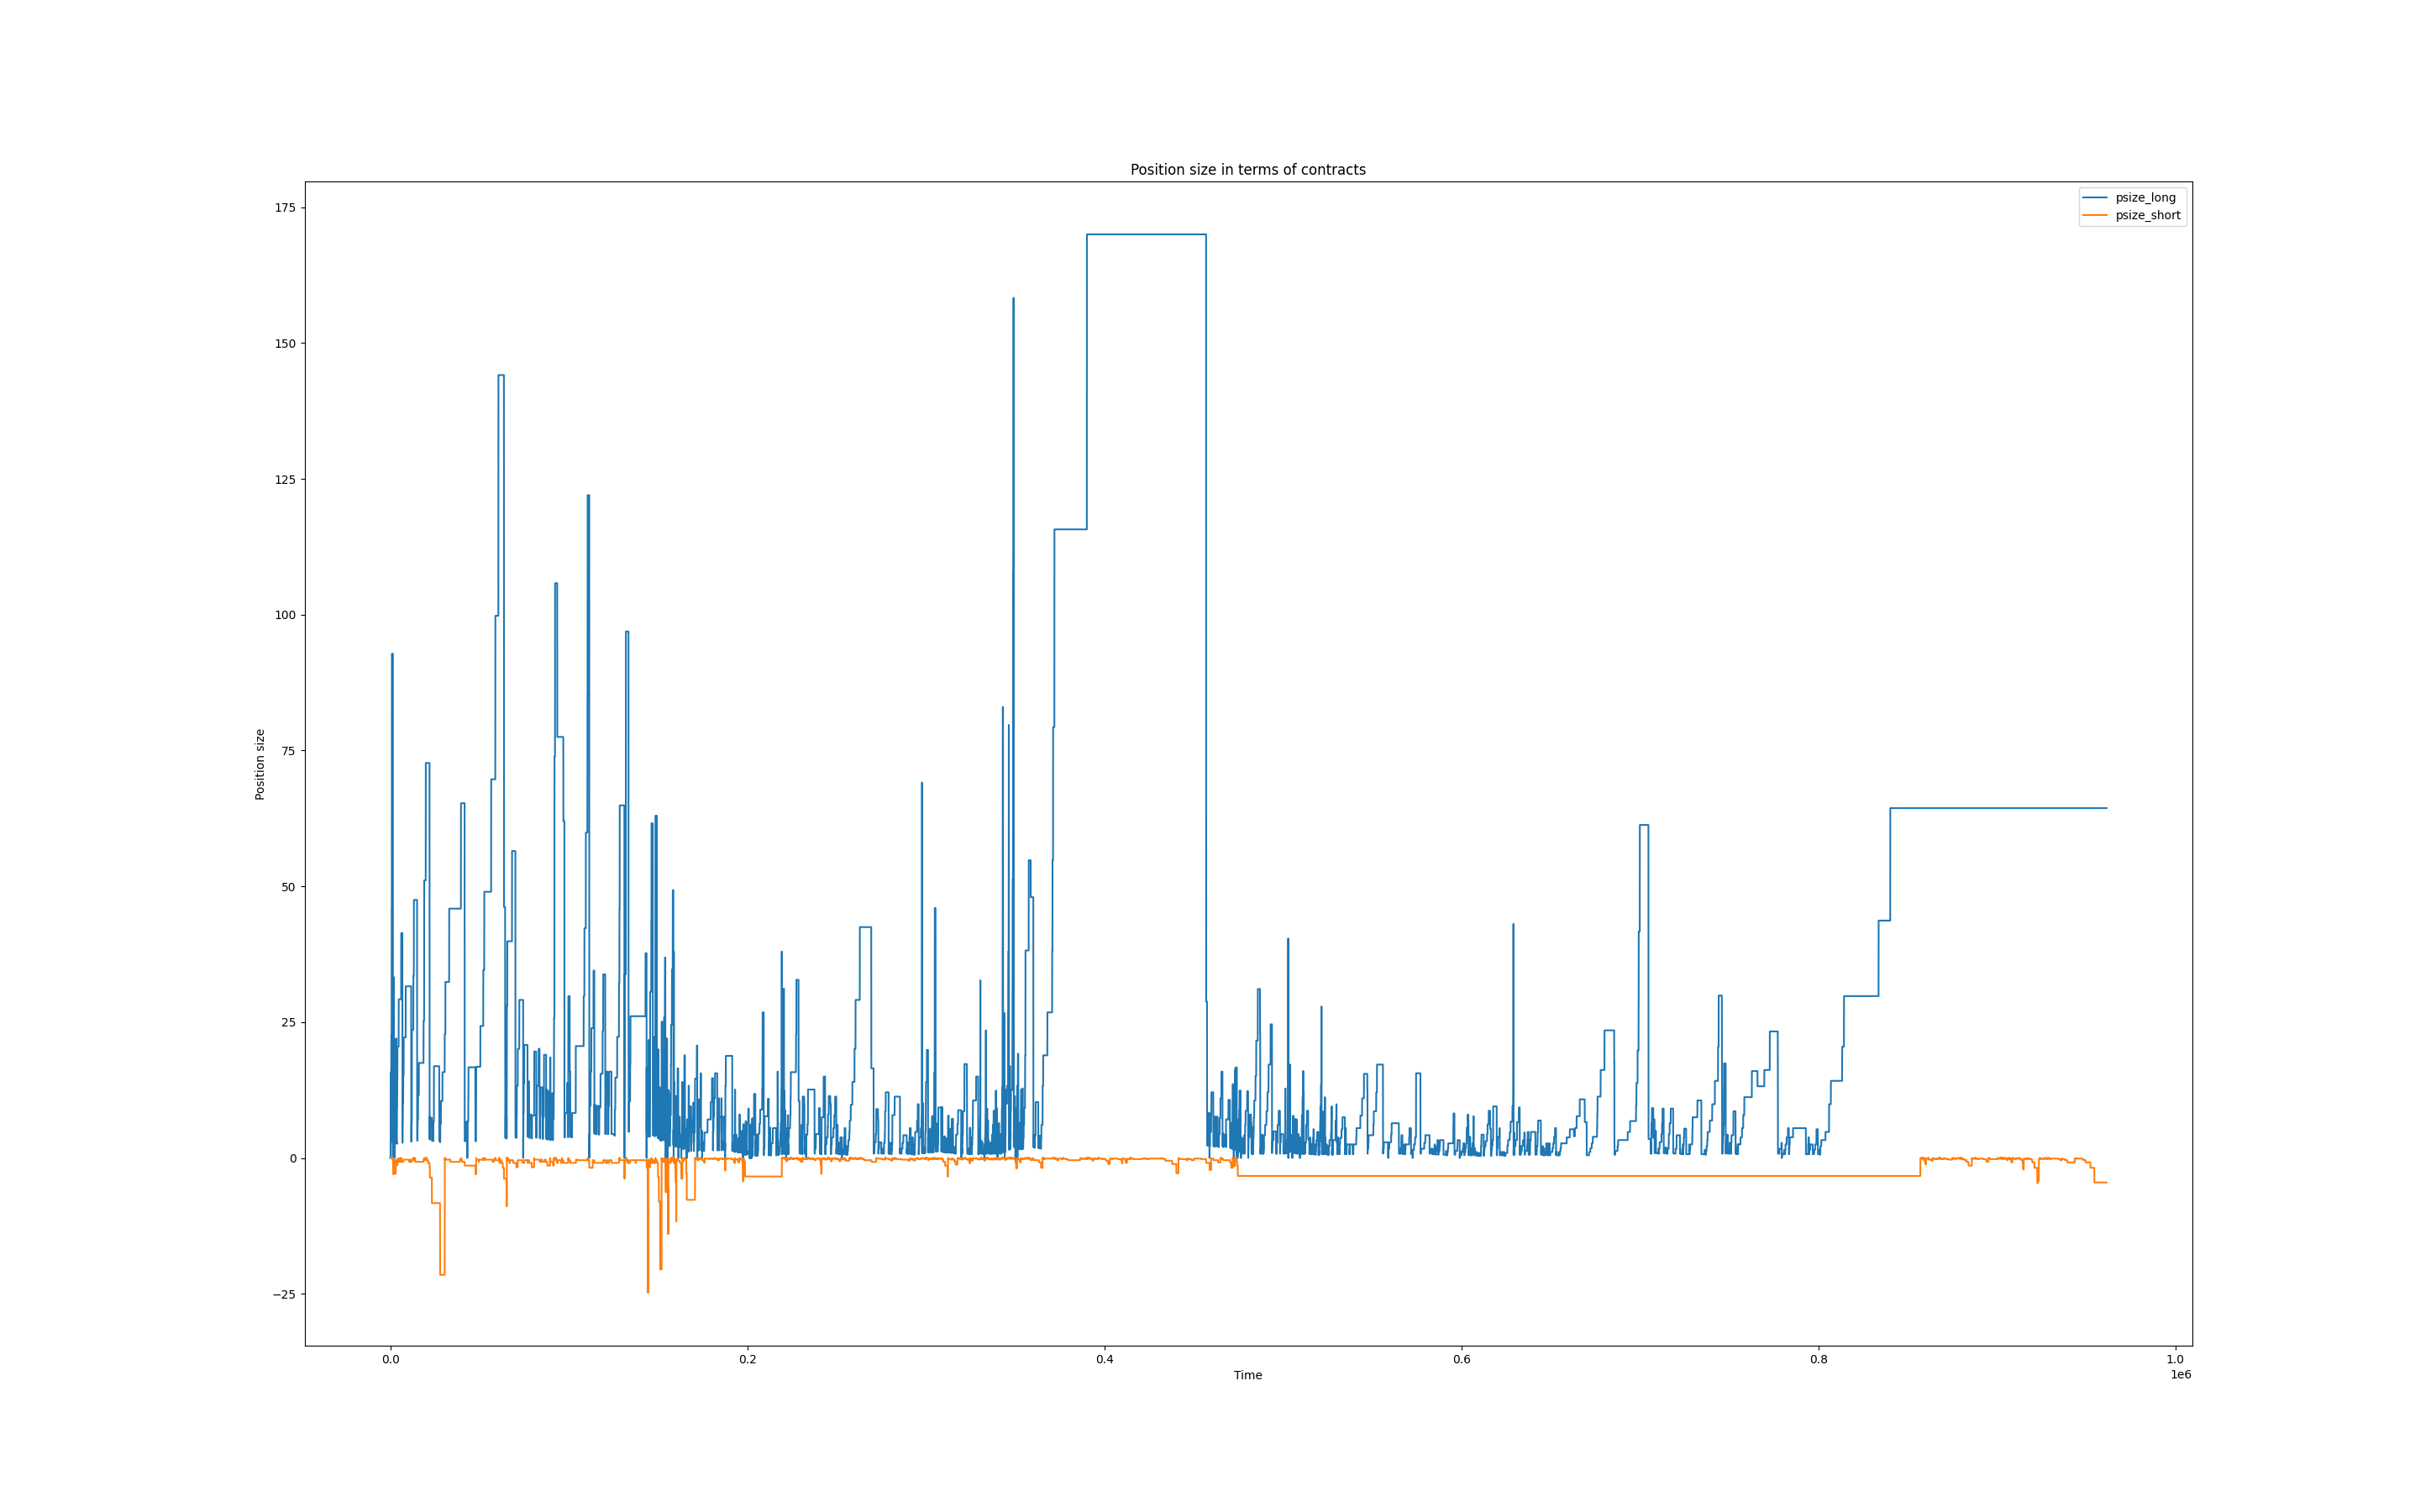 Position size in terms of contracts
psize_long
psize_short
Position size
175
150
125
100
75
50
25
0
−25
0.0
0.2
0.4
0.6
0.8
1.0
1e6
Time